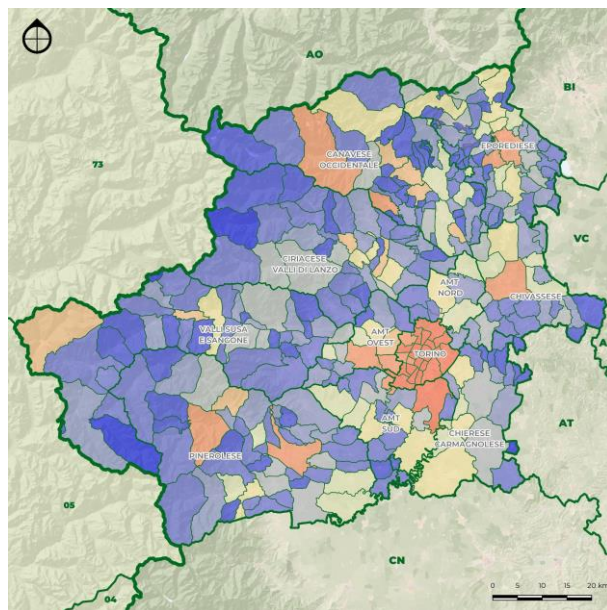 AO
BI
73
CANAVESE
OCCIDENTALE
EPOREDIESE
VC
CIRIACESE
VALLI DI LANZO
AMT
NORD
CHIVASSESE
VALLI SUSA
E SANGONE
AMT
OVEST
TORINO
A
AT
AMT
SUD
CHIERESE
CARMAGNOLESE
PINEROLESE
05
CN
04
0 5 10 15 20 km